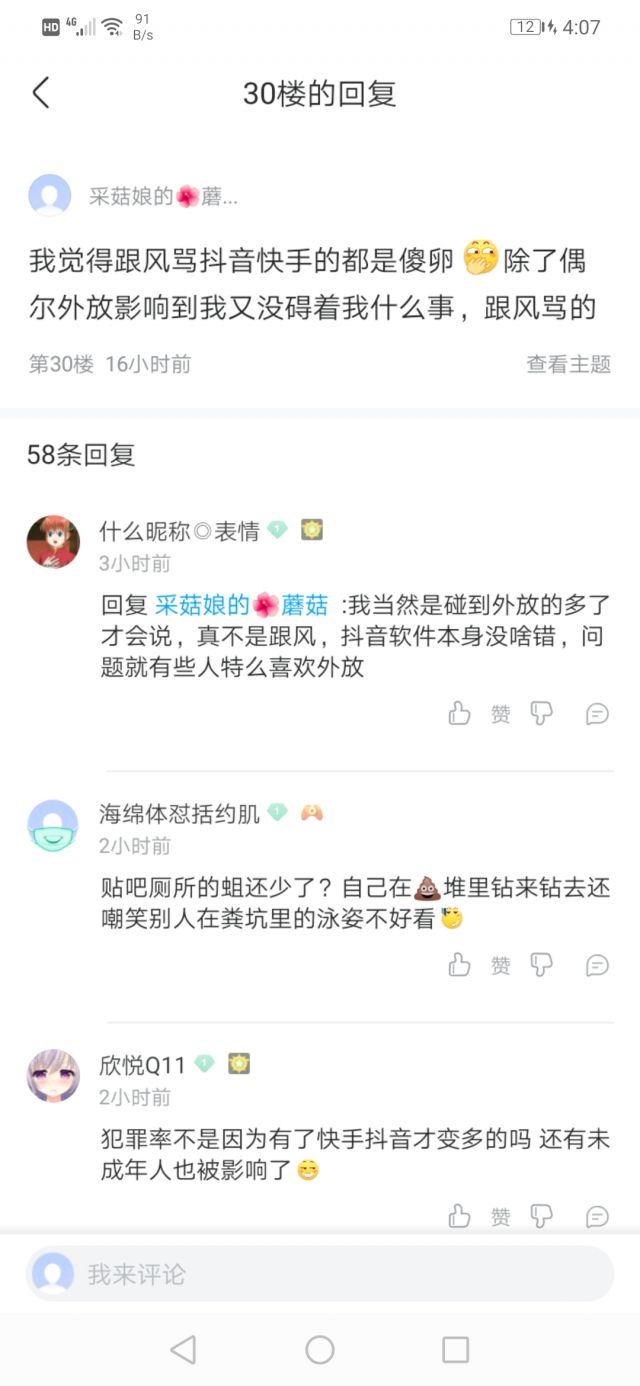 HD 4G 91 B/s 12 4:07
30楼的回复
采菇娘的🌺蘑...
我觉得跟风骂抖音快手的都是傻卵🤭除了偶
尔外放影响到我又没碍着我什么事，跟风骂的
第30楼 16小时前 查看主题
58条回复
什么昵称◎表情 1
3小时前
回复 采菇娘的🌺蘑菇 :我当然是碰到外放的多了
才会说，真不是跟风，抖音软件本身没啥错，问
题就有些人特么喜欢外放
赞
海绵体怼括约肌 1
2小时前
贴吧厕所的蛆还少了？自己在💩堆里钻来钻去还
嘲笑别人在粪坑里的泳姿不好看
赞
欣悦Q11 1
2小时前
犯罪率不是因为有了快手抖音才变多的吗 还有未
成年人也被影响了😁
赞
我来评论